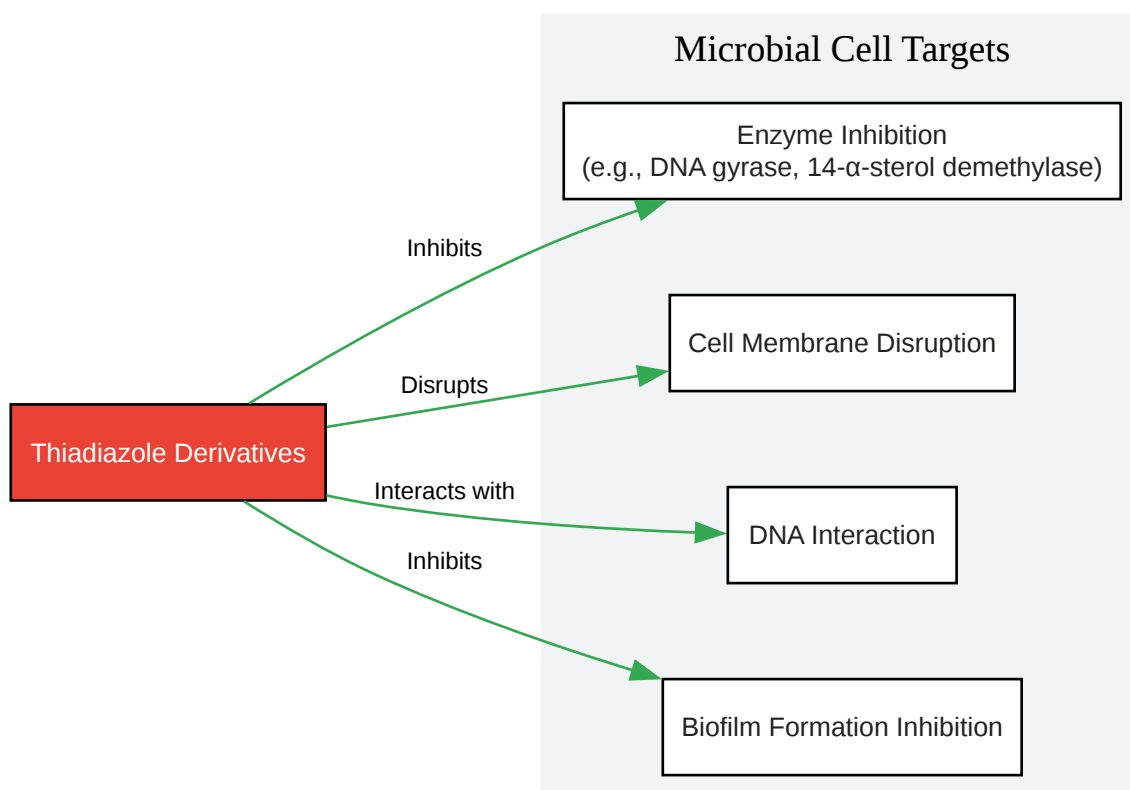 Microbial Cell Targets
Enzyme Inhibition
(e.g., DNA gyrase, 14-α-sterol demethylase)
Inhibits
Cell Membrane Disruption
Disrupts
Thiadiazole Derivatives
Interacts with
DNA Interaction
Inhibits
Biofilm Formation Inhibition